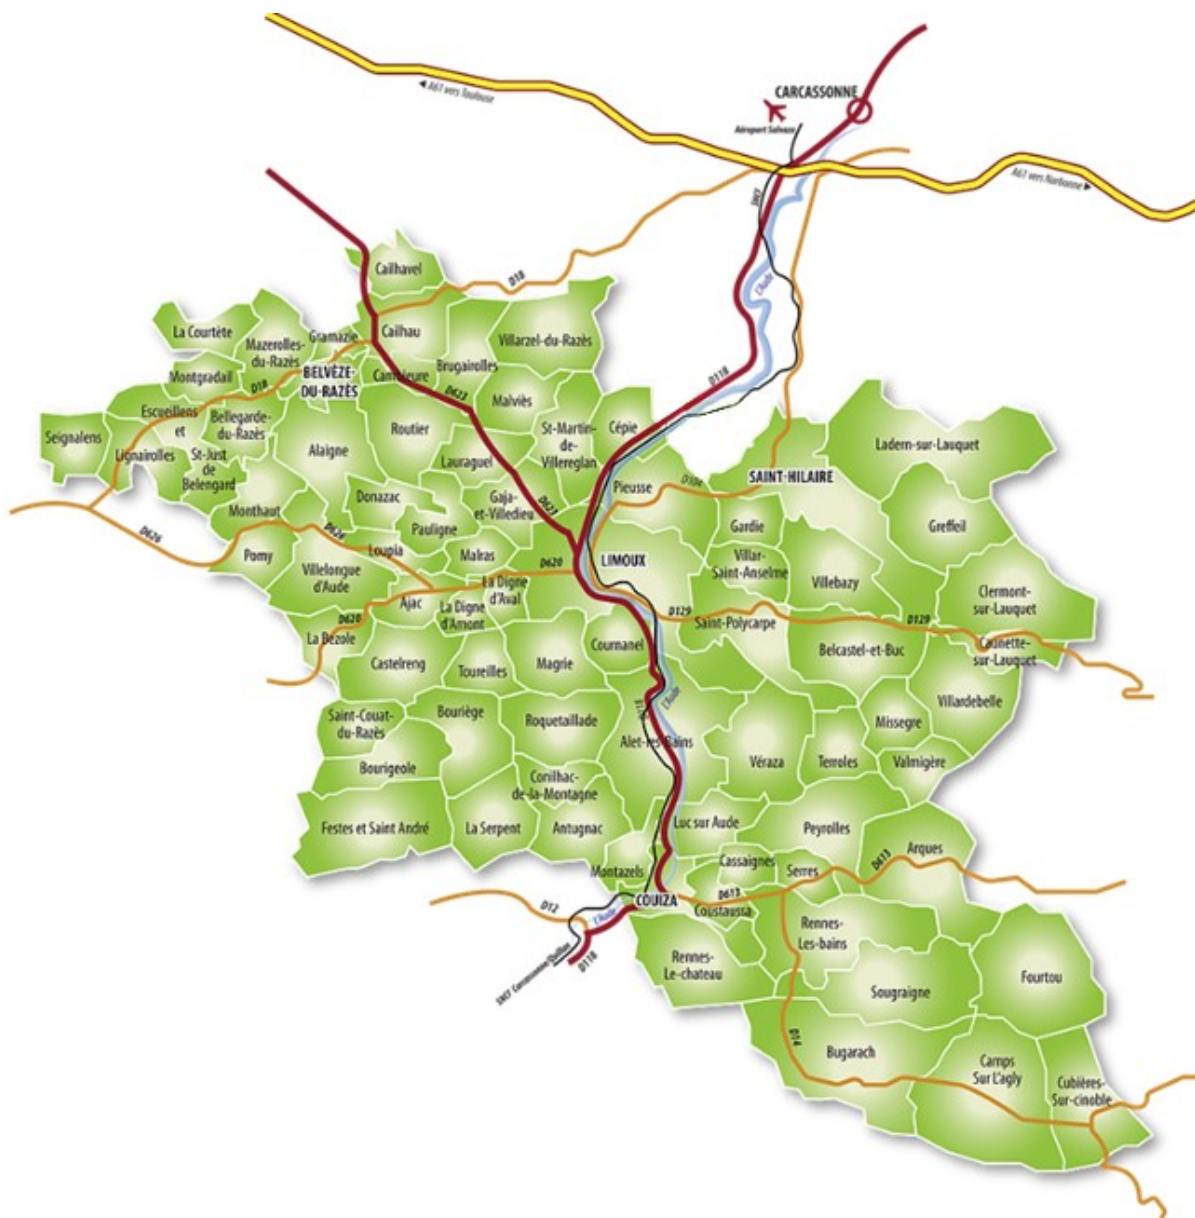 A61 vers Toulouse
CARCASSONNE
Aéroport Salvaza
A61 vers Narbonne
SNCF
Cailhavel
D18
L'Aude
La Courtète
Mazerolles-
du-Razès
Gramazie
Cailhau
Villarzel-du-Razès
Montgradail
D18
BELVÈZE-
DU-RAZÈS
Cambieure
Brugairolles
D623
Malviès
D118
Seignalens
Escueillens
et
Lignairolles
Bellegarde-
du-Razès
St-Just
de
Belengard
Alaigne
Routier
Lauraguel
St-Martin-
de-
Villereglan
Cépie
Ladern-sur-Lauquet
Pieusse
D104
SAINT-HILAIRE
Donazac
Gaja-
et-Villedieu
D623
Monthaut
Pauligne
Gardie
Greffeil
D626
D626
Pomy
Loupia
Malras
D620
LIMOUX
Villar-
Saint-Anselme
Villebazy
Villelongue
d'Aude
La Digne
d'Aval
Ajac
La Digne
d'Amont
Clermont-
sur-Lauquet
D620
La Bezole
D129
Saint-Polycarpe
D129
Cournanel
Belcastel-et-Buc
Caunette-
sur-Lauquet
Castelreng
Toureilles
Magrie
L'Aude
D118
Villardebelle
Saint-Couat-
du-Razès
Bouriège
Roquetaillade
Alet-les-Bains
Missegre
Véraza
Terroles
Valmigère
Bourigeole
Conilhac-
de-la-Montagne
Festes et Saint André
La Serpent
Antugnac
Luc sur Aude
Peyrolles
Arques
Montazels
Cassaignes
Serres
D613
D12
L'Aude
COUIZA
D613
Coustaussa
SNCF Carcassonne/Quillan
D118
Rennes-
Le-chateau
Rennes-
Les-bains
Sougraigne
Fourtou
D14
Bugarach
Camps
Sur L'agly
Cubières-
Sur-cinoble